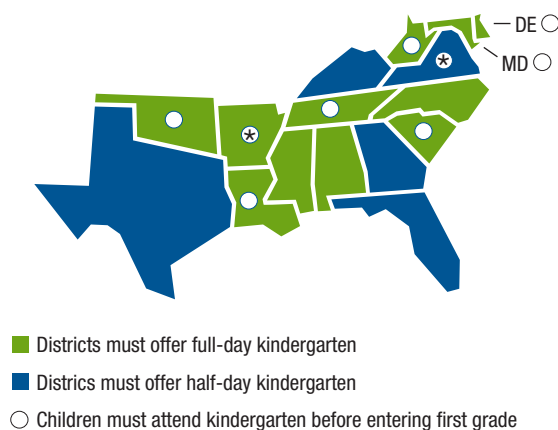 DE
MD
*
*
Districts must offer full-day kindergarten
Districs must offer half-day kindergarten
Children must attend kindergarten before entering first grade